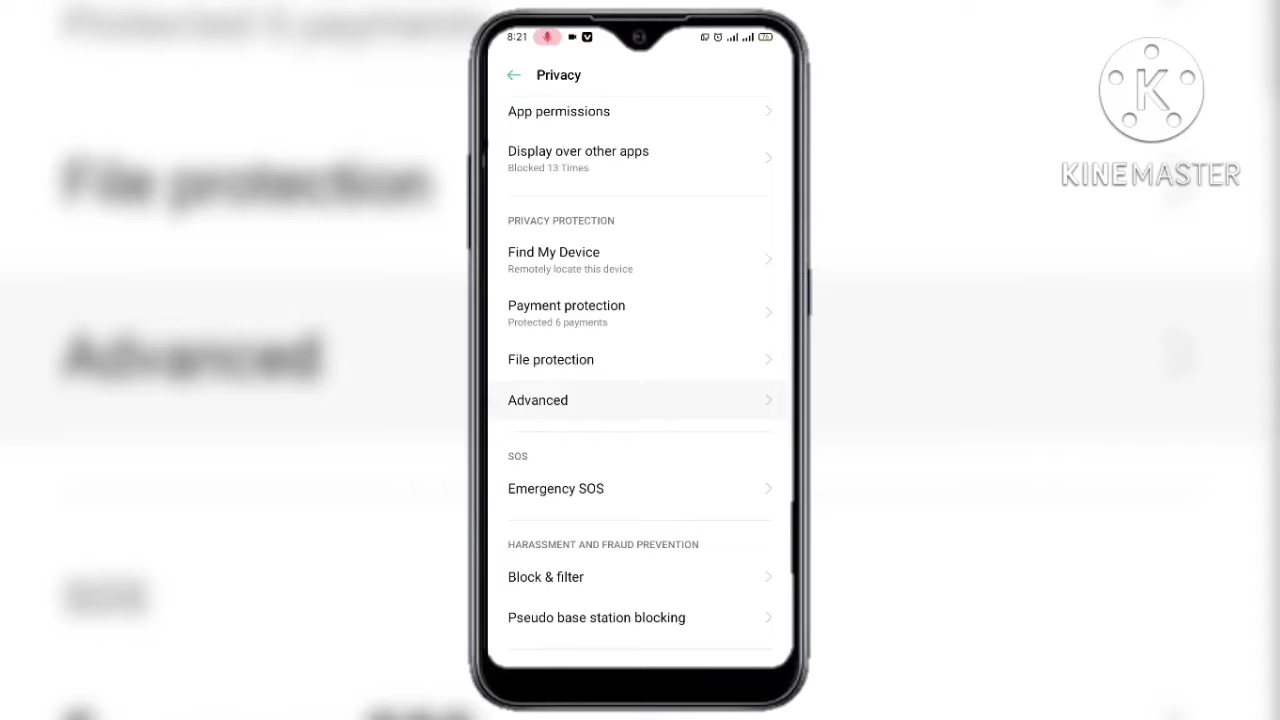 8:21
Privacy
App permissions
Display over other apps
Blocked 13 Times
PRIVACY PROTECTION
Find My Device
Remotely locate this device
Payment protection
Protected 6 payments
File protection
Advanced
SOS
Emergency SOS
HARASSMENT AND FRAUD PREVENTION
Block & filter
Pseudo base station blocking
K
KINEMASTER
File protection
Advanced
SOS